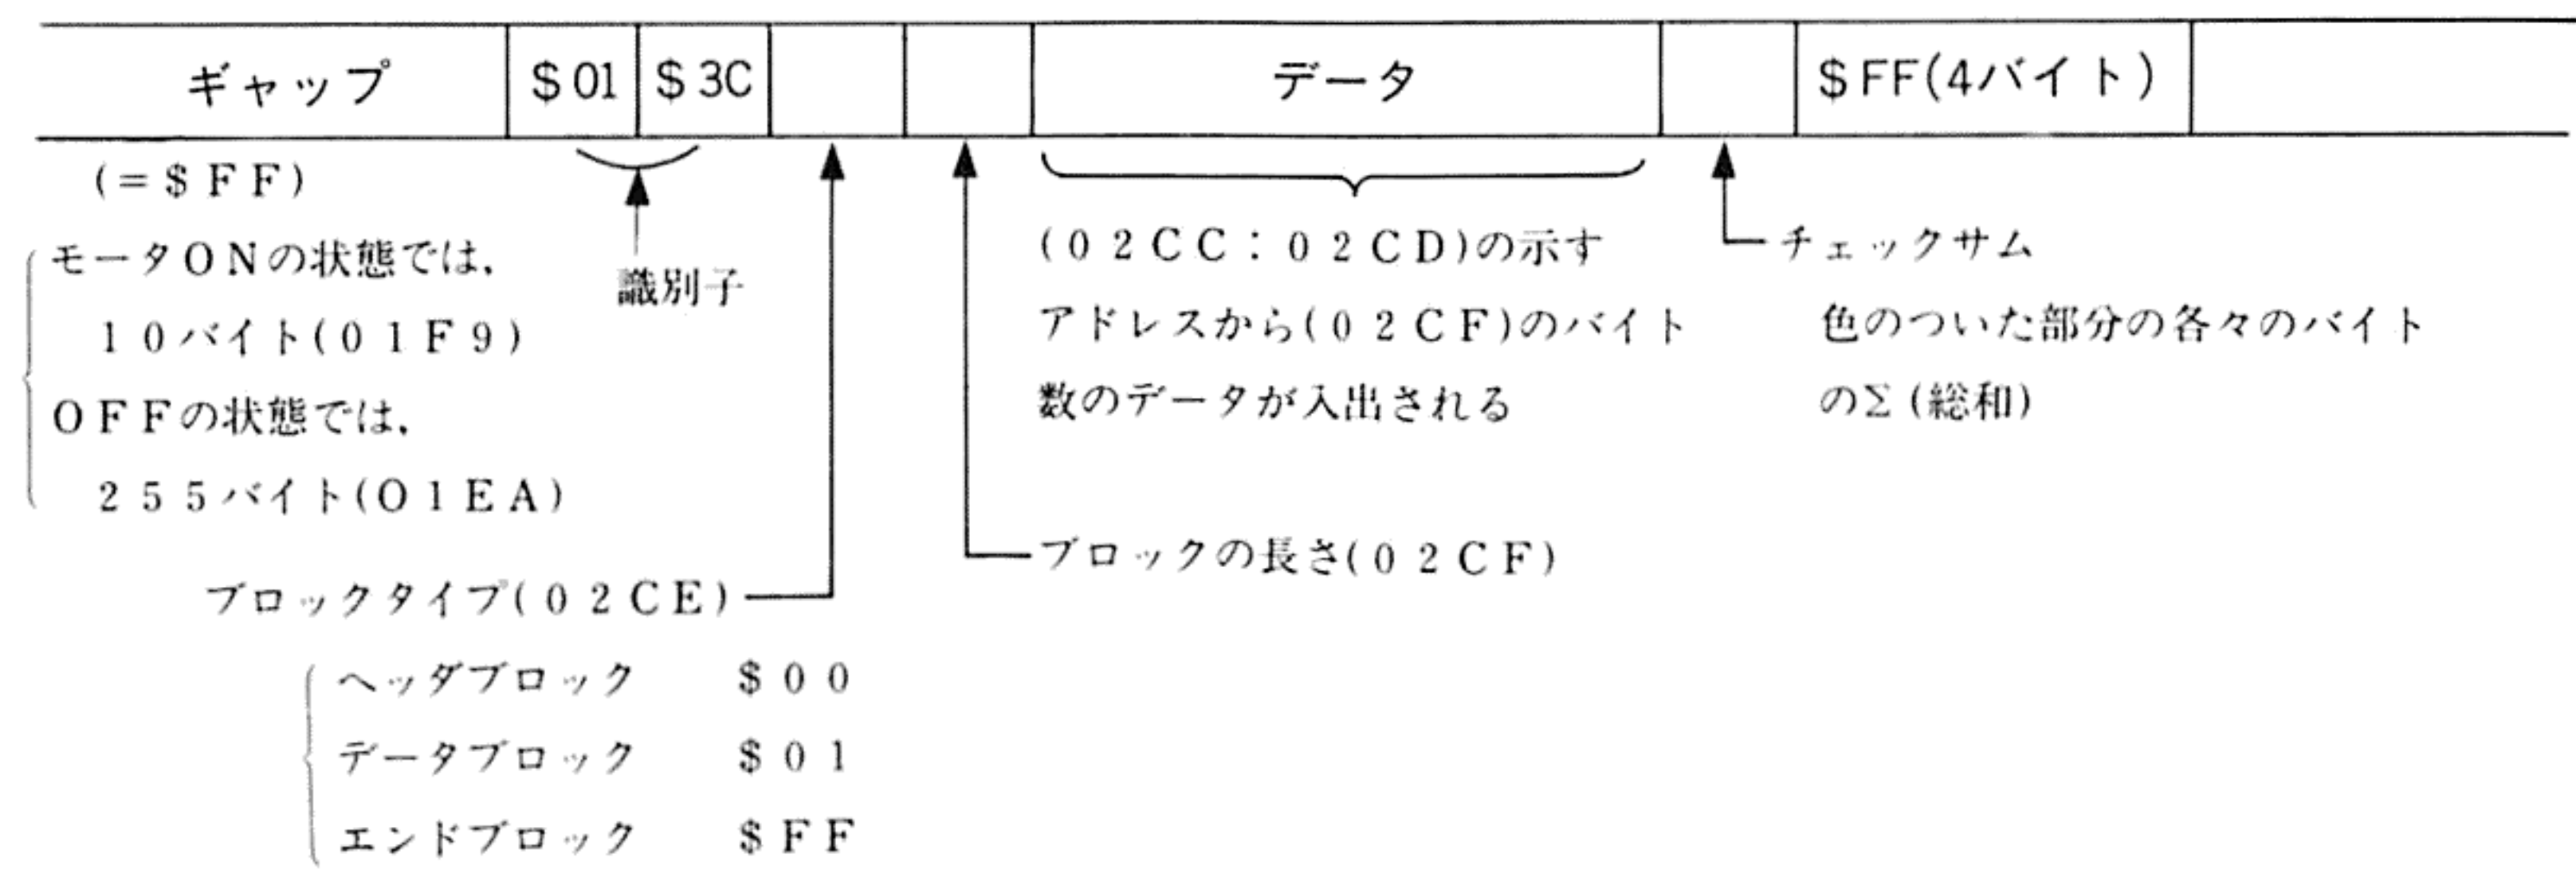 ギャップ $01 $3C データ $FF(4バイト)
(=$FF)
モータONの状態では,
10バイト(01F9)
OFFの状態では,
255バイト(01EA)
識別子
(02CC:02CD)の示す
アドレスから(02CF)のバイト
数のデータが入出される
チェックサム
色のついた部分の各々のバイト
のΣ(総和)
ブロックの長さ(02CF)
ブロックタイプ(02CE)
ヘッダブロック $00
データブロック $01
エンドブロック $FF